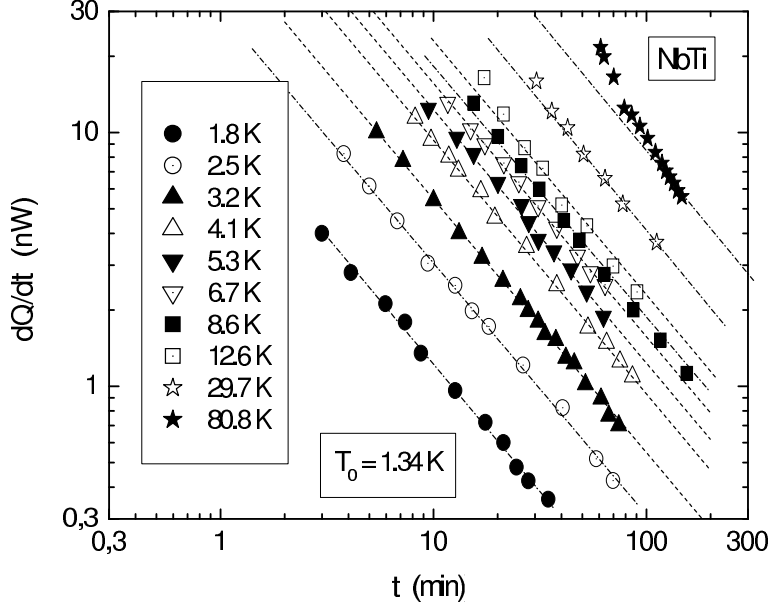 30
NbTi
10
dQ/dt (nW)
1.8 K
2.5 K
3.2 K
4.1 K
5.3 K
6.7 K
8.6 K
12.6 K
29.7 K
80.8 K
1
T₀ = 1.34 K
0,3
0,3 1 10 100 300
t (min)